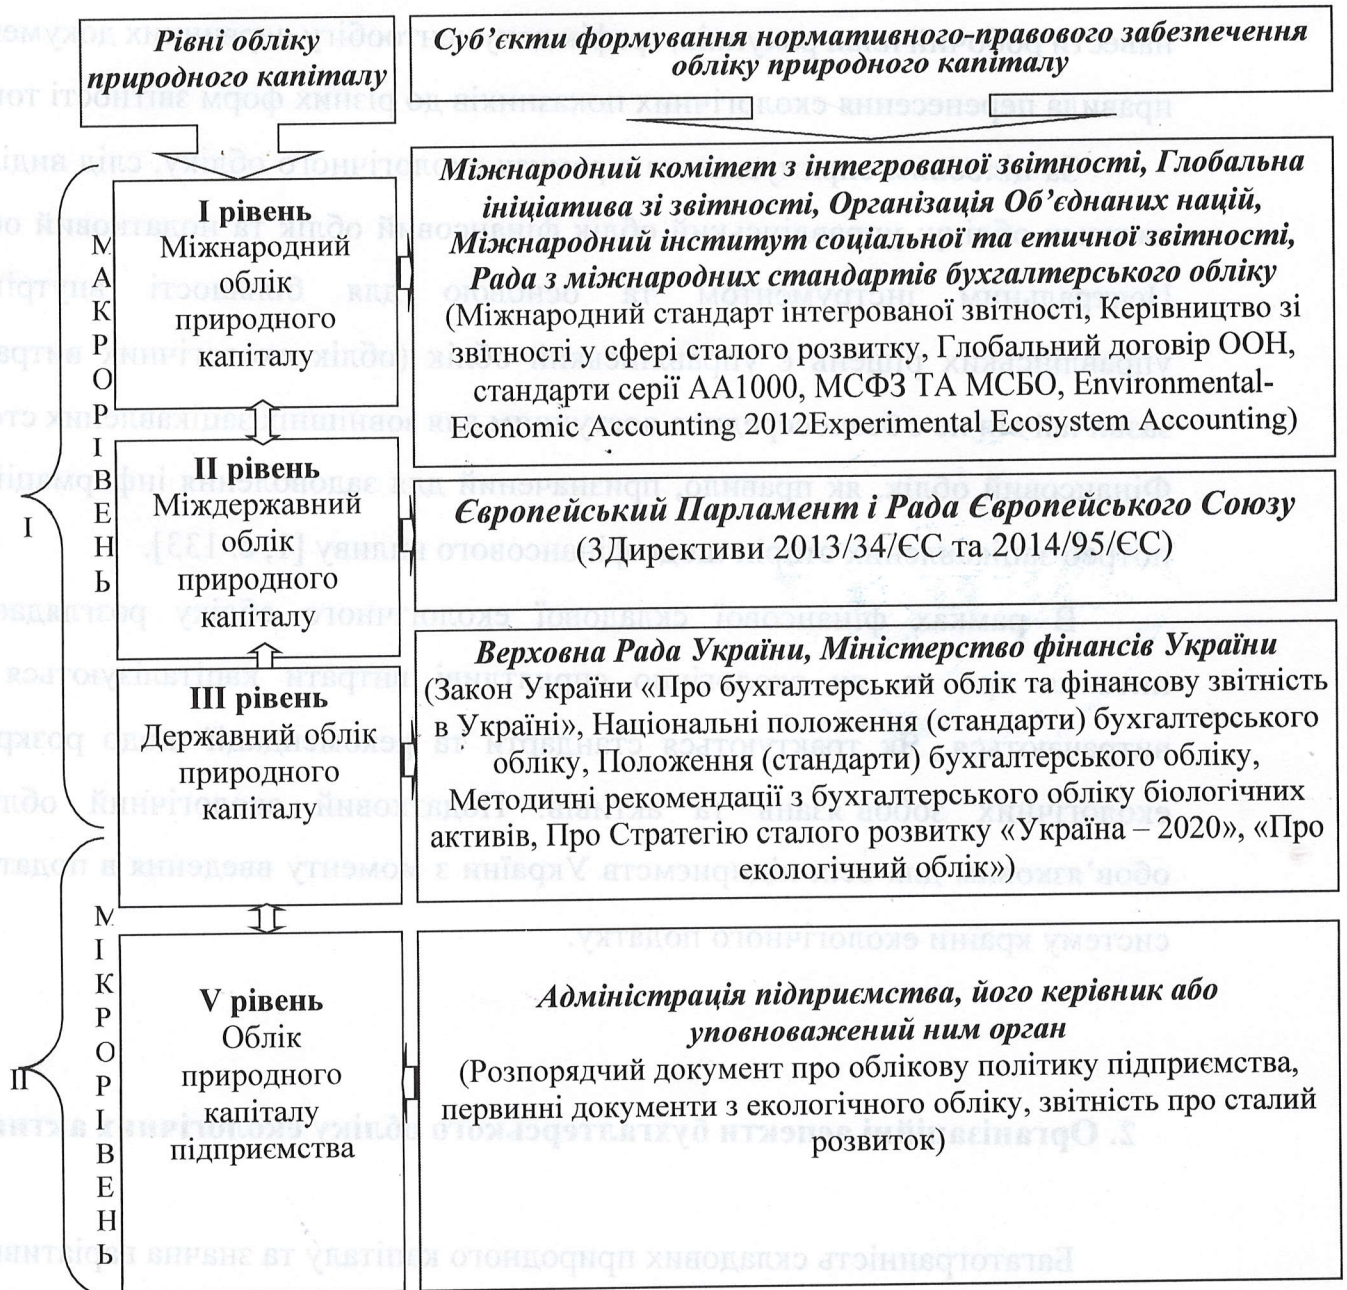 Рівні обліку
природного капіталу
Суб'єкти формування нормативного-правового забезпечення
обліку природного капіталу
І
МАКРОРІВЕНЬ
І рівень
Міжнародний
облік
природного
капіталу
Міжнародний комітет з інтегрованої звітності, Глобальна
ініціатива зі звітності, Організація Об'єднаних націй,
Міжнародний інститут соціальної та етичної звітності,
Рада з міжнародних стандартів бухгалтерського обліку
(Міжнародний стандарт інтегрованої звітності, Керівництво зі
звітності у сфері сталого розвитку, Глобальний договір ООН,
стандарти серії АА1000, МСФЗ ТА МСБО, Environmental-
Economic Accounting 2012Experimental Ecosystem Accounting)
ІІ рівень
Міждержавний
облік
природного
капіталу
Європейський Парламент і Рада Європейського Союзу
(3Директиви 2013/34/ЄС та 2014/95/ЄС)
ІІІ рівень
Державний облік
природного
капіталу
Верховна Рада України, Міністерство фінансів України
(Закон України «Про бухгалтерський облік та фінансову звітність
в Україні», Національні положення (стандарти) бухгалтерського
обліку, Положення (стандарти) бухгалтерського обліку,
Методичні рекомендації з бухгалтерського обліку біологічних
активів, Про Стратегію сталого розвитку «Україна – 2020», «Про
екологічний облік»)
ІІ
МІКРОРІВЕНЬ
V рівень
Облік
природного
капіталу
підприємства
Адміністрація підприємства, його керівник або
уповноважений ним орган
(Розпорядчий документ про облікову політику підприємства,
первинні документи з екологічного обліку, звітність про сталий
розвиток)